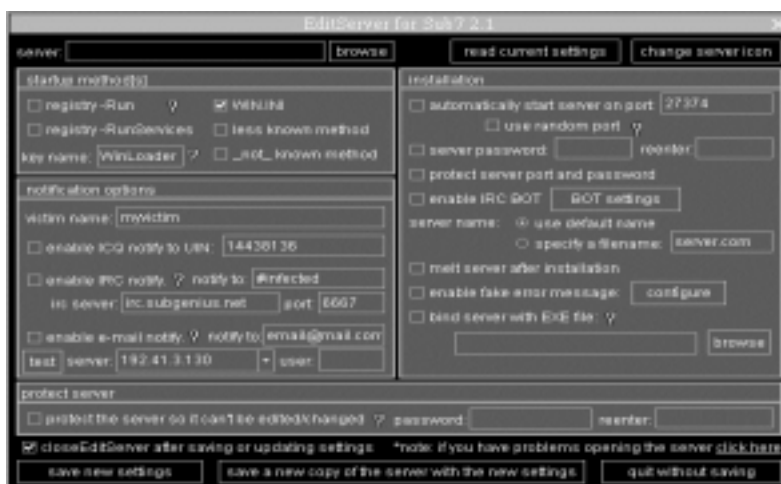 EditServer for Sub7 2.1
server: browse read current settings change server icon
startup method(s)
registry-Run ? WIN.INI
registry-RunServices less known method
key name: WinLoader ? _not_ known method
notification options
victim name: myvictim
enable ICQ notify to UIN: 14438136
enable IRC notify. ? notify to: #infected
irc server: irc.subgenius.net port: 6667
enable e-mail notify. ? notify to: email@mail.com
test server: 192.41.3.130 user:
installation
automatically start server on port: 27374
use random port ?
server password: reenter:
protect server port and password
enable IRC BOT BOT settings
server name: use default name
specify a filename: server.com
melt server after installation
enable fake error message: configure
bind server with EXE file: ?
browse
protect server
protect the server so it can't be edited/changed ? password: reenter:
closeEditServer after saving or updating settings *note: if you have problems opening the server click here
save new settings save a new copy of the server with the new settings quit without saving